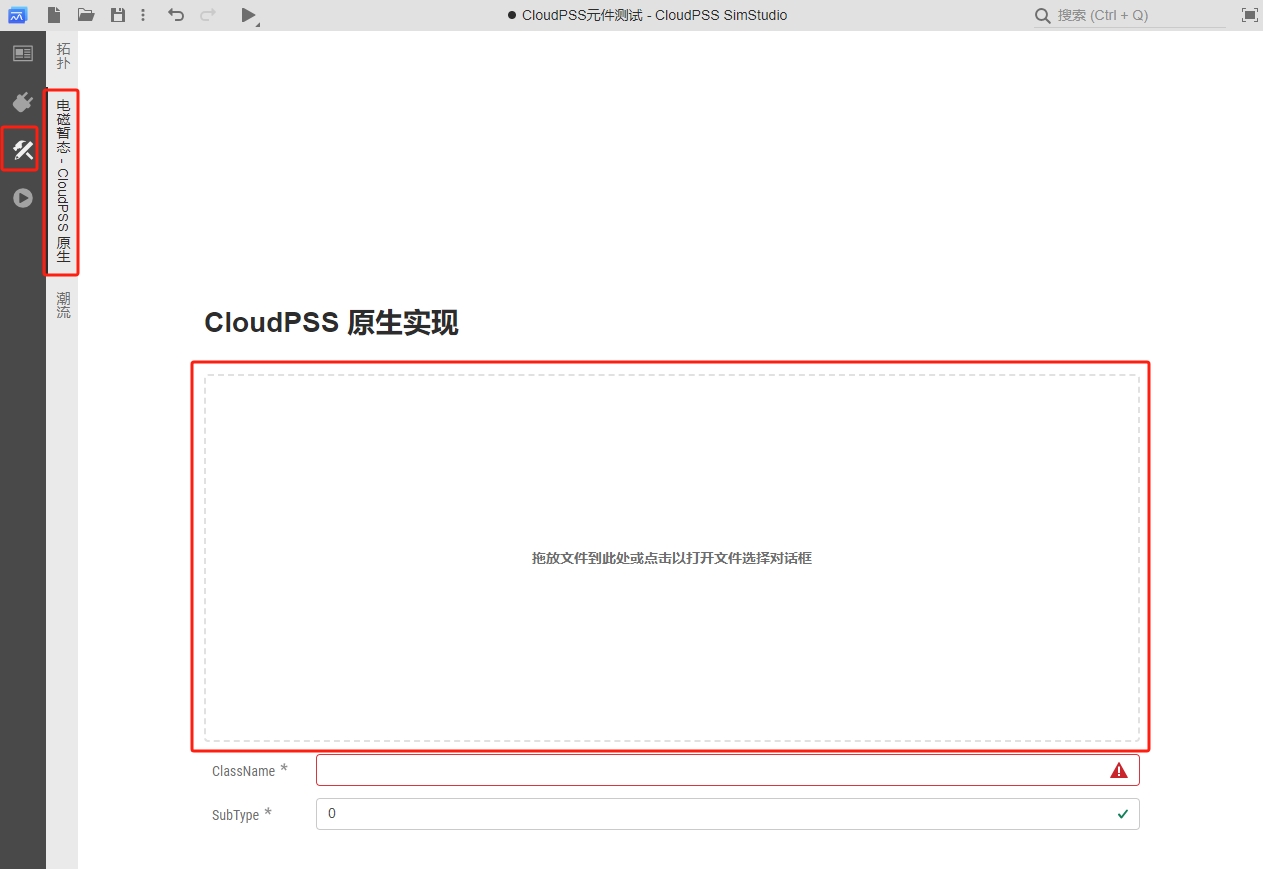 CloudPSS元件测试 - CloudPSS SimStudio
搜索 (Ctrl + Q)
拓扑
电磁暂态 - CloudPSS 原生
潮流
CloudPSS 原生实现
拖放文件到此处或点击以打开文件选择对话框
ClassName *
SubType *
0